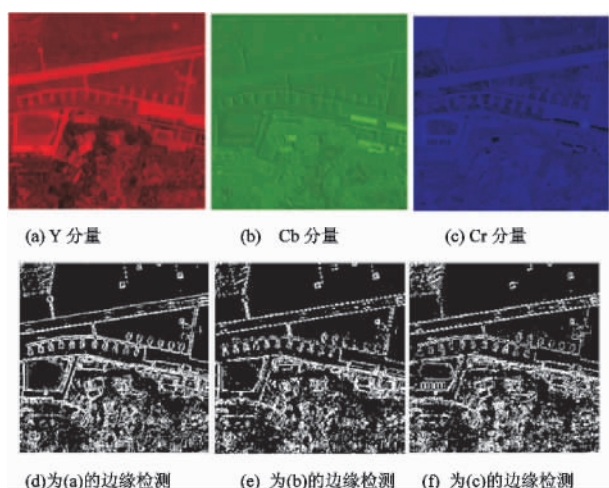 (a) Y 分量
(b) Cb 分量
(c) Cr 分量
(d)为(a)的边缘检测
(e) 为(b)的边缘检测
(f) 为(c)的边缘检测